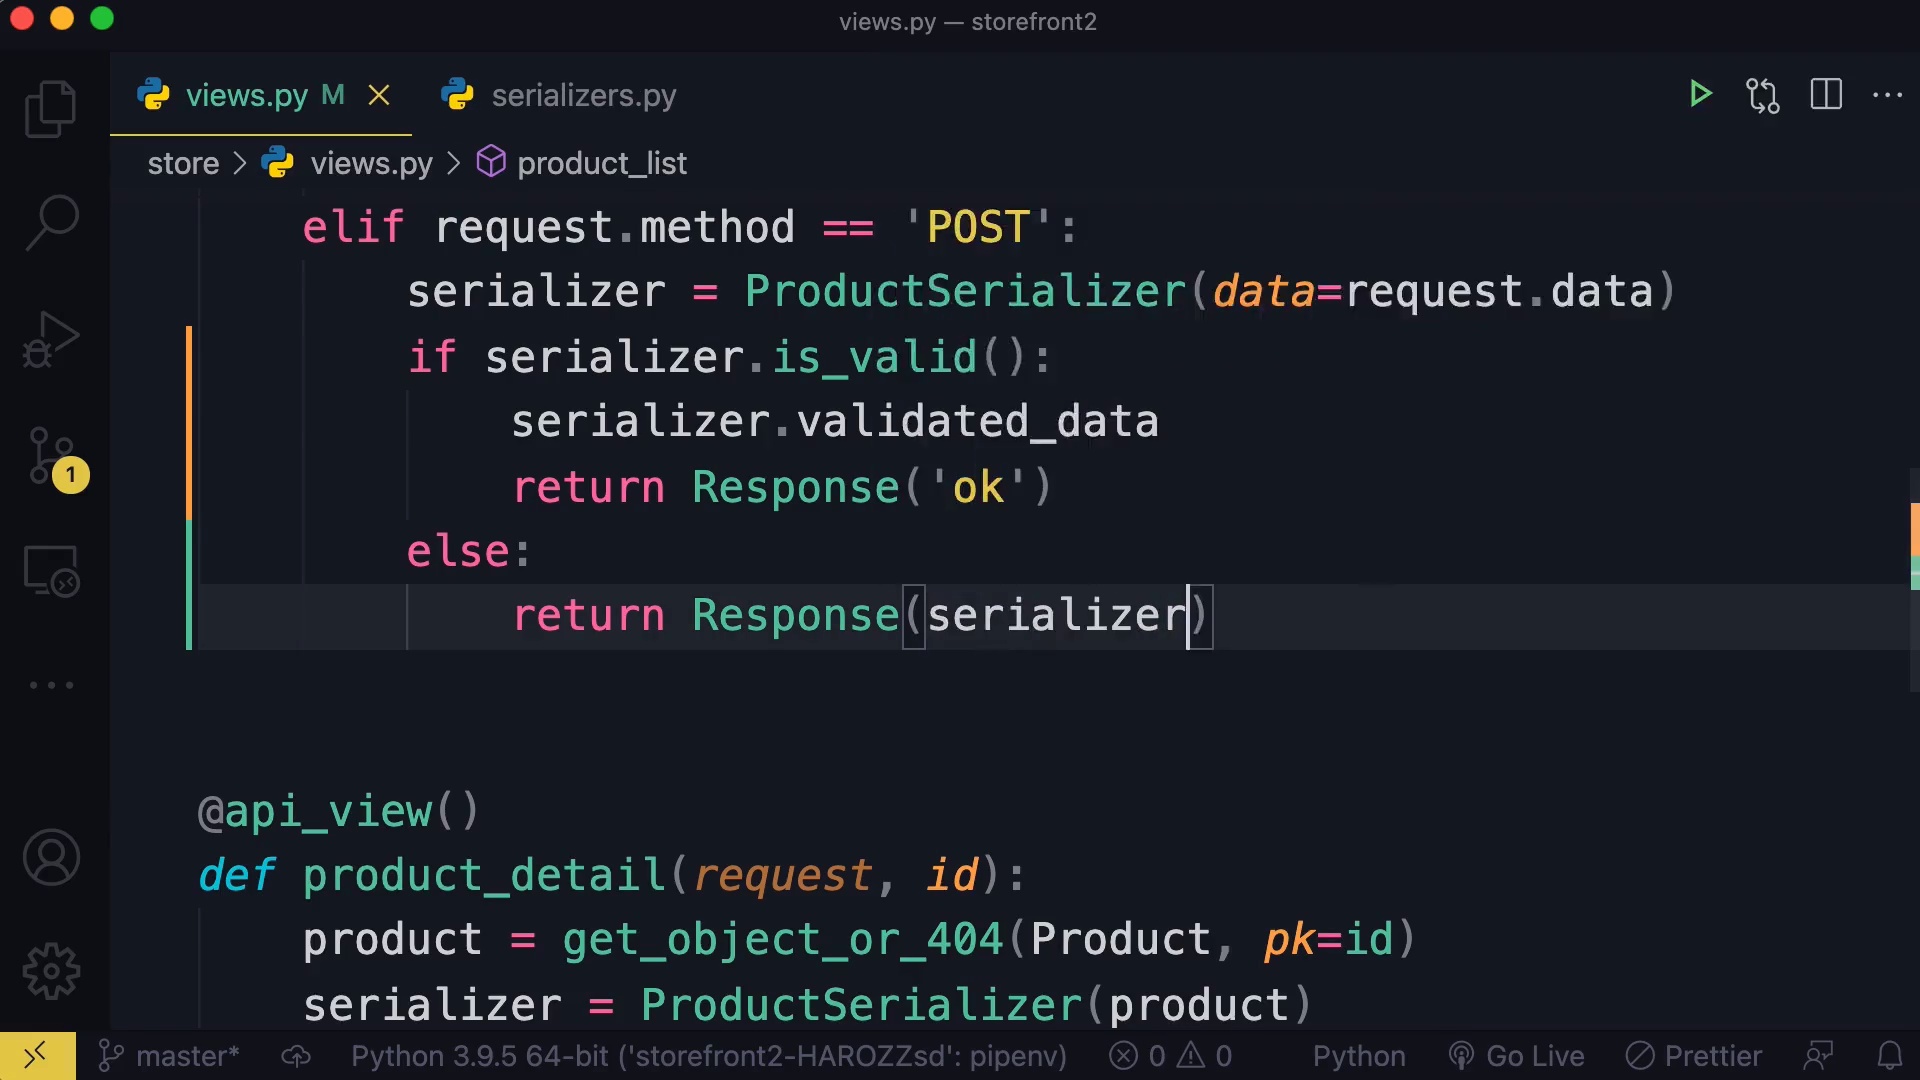 views.py — storefront2
views.py M
serializers.py
store > views.py > product_list
elif request.method == 'POST':
serializer = ProductSerializer(data=request.data)
if serializer.is_valid():
serializer.validated_data
return Response('ok')
else:
return Response(serializer)
1
@api_view()
def product_detail(request, id):
product = get_object_or_404(Product, pk=id)
serializer = ProductSerializer(product)
master* Python 3.9.5 64-bit ('storefront2-HAROZZsd': pipenv) 0 0 Python Go Live Prettier